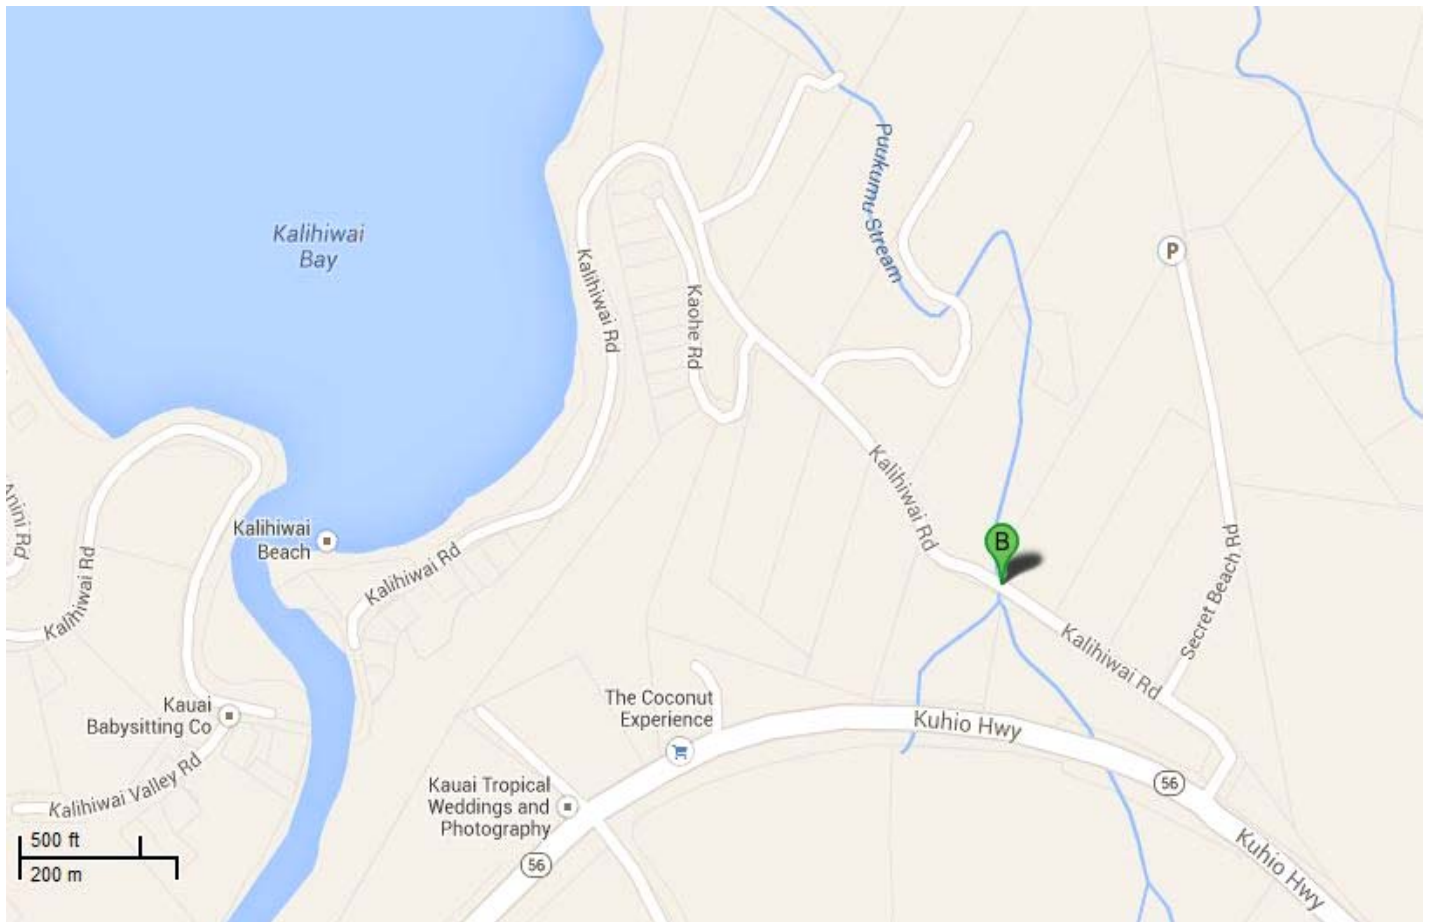 Puukumu Stream
Kalihiwai
Bay
P
Kalihiwai Rd
Kaohe Rd
Kalihiwai Rd
Anini Rd
Kalihiwai
Beach
B
Secret Beach Rd
Kalihiwai Rd
Kalihiwai Rd
Kalihiwai Rd
The Coconut
Experience
Kauai
Babysitting Co
Kuhio Hwy
Kalihiwai Valley Rd
Kauai Tropical
Weddings and
Photography
56
56
Kuhio Hwy
500 ft
200 m